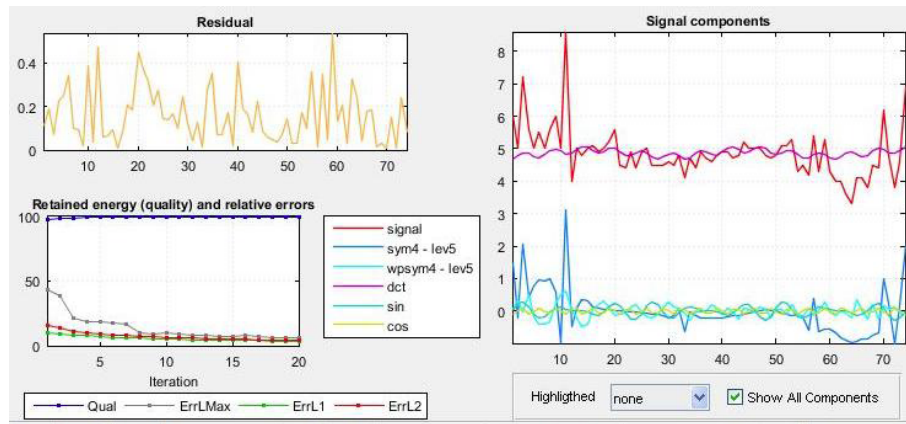 Residual
0.4
0.2
0
10 20 30 40 50 60 70
Retained energy (quality) and relative errors
100
50
0
5 10 15 20
Iteration
Qual ErrLMax ErrL1 ErrL2
signal
sym4 - lev5
wpsym4 - lev5
dct
sin
cos
Signal components
8
7
6
5
4
3
2
1
0
10 20 30 40 50 60 70
Highligthed none Show All Components